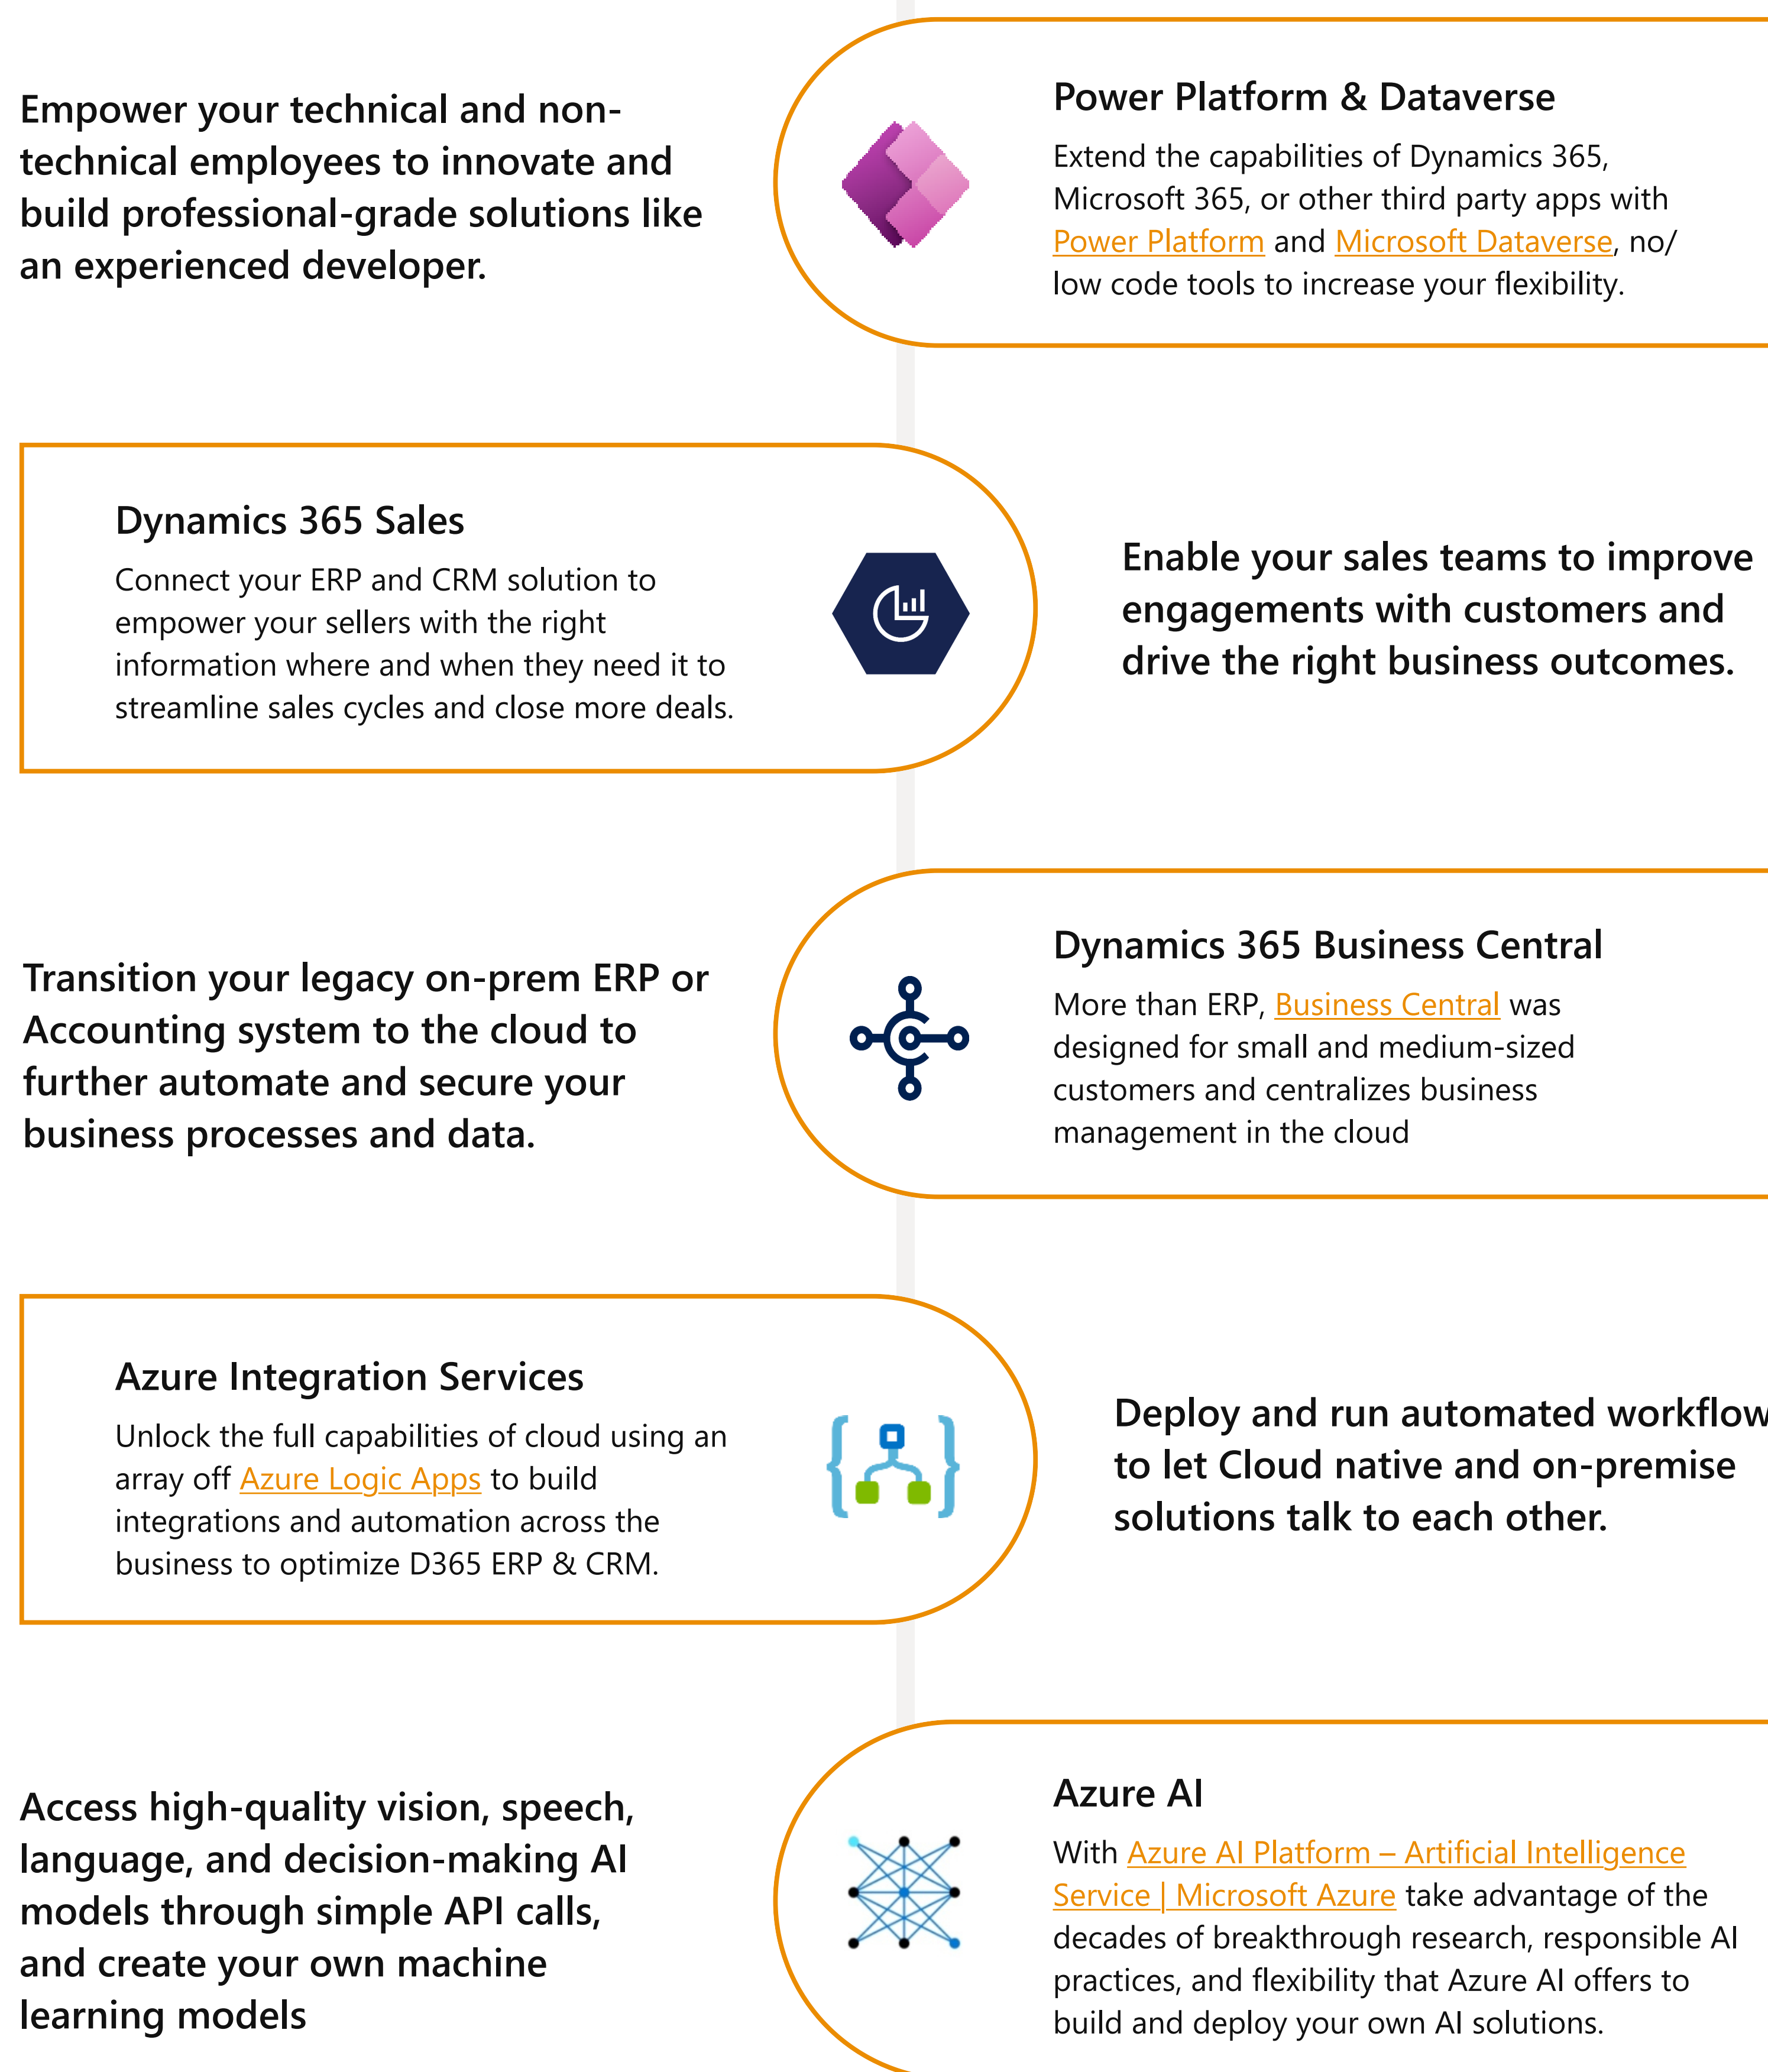 Empower your technical and non-
technical employees to innovate and
build professional-grade solutions like
an experienced developer.
Power Platform & Dataverse
Extend the capabilities of Dynamics 365,
Microsoft 365, or other third party apps with
Power Platform and Microsoft Dataverse, no/
low code tools to increase your flexibility.
Dynamics 365 Sales
Connect your ERP and CRM solution to
empower your sellers with the right
information where and when they need it to
streamline sales cycles and close more deals.
Enable your sales teams to improve
engagements with customers and
drive the right business outcomes.
Transition your legacy on-prem ERP or
Accounting system to the cloud to
further automate and secure your
business processes and data.
Dynamics 365 Business Central
More than ERP, Business Central was
designed for small and medium-sized
customers and centralizes business
management in the cloud
Azure Integration Services
Unlock the full capabilities of cloud using an
array off Azure Logic Apps to build
integrations and automation across the
business to optimize D365 ERP & CRM.
Deploy and run automated workflow
to let Cloud native and on-premise
solutions talk to each other.
Access high-quality vision, speech,
language, and decision-making AI
models through simple API calls,
and create your own machine
learning models
Azure AI
With Azure AI Platform – Artificial Intelligence
Service | Microsoft Azure take advantage of the
decades of breakthrough research, responsible AI
practices, and flexibility that Azure AI offers to
build and deploy your own AI solutions.